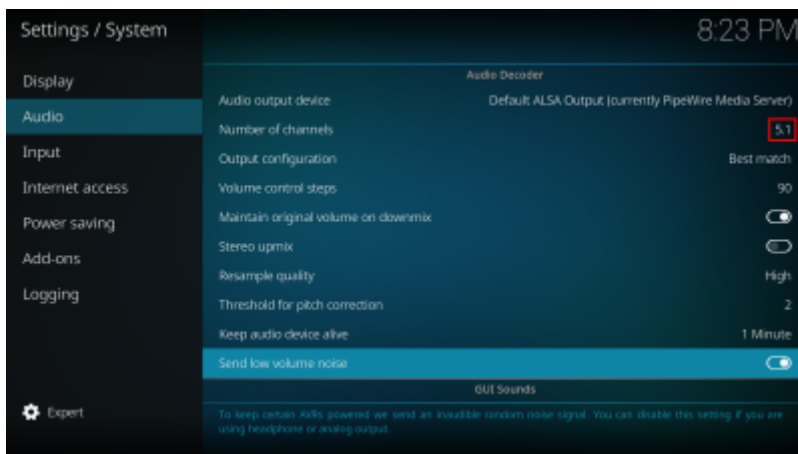 Settings / System
8:23 PM
Display
Audio
Input
Internet access
Power saving
Add-ons
Logging
Expert
Audio Decoder
Audio output device Default ALSA Output (currently PipeWire Media Server)
Number of channels 5.1
Output configuration Best match
Volume control steps 90
Maintain original volume on downmix
Stereo upmix
Resample quality High
Threshold for pitch correction 2
Keep audio device alive 1 Minute
Send low volume noise
GUI Sounds
To keep certain AVRs powered we send an inaudible random noise signal. You can disable this setting if you are
using headphone or analog output.